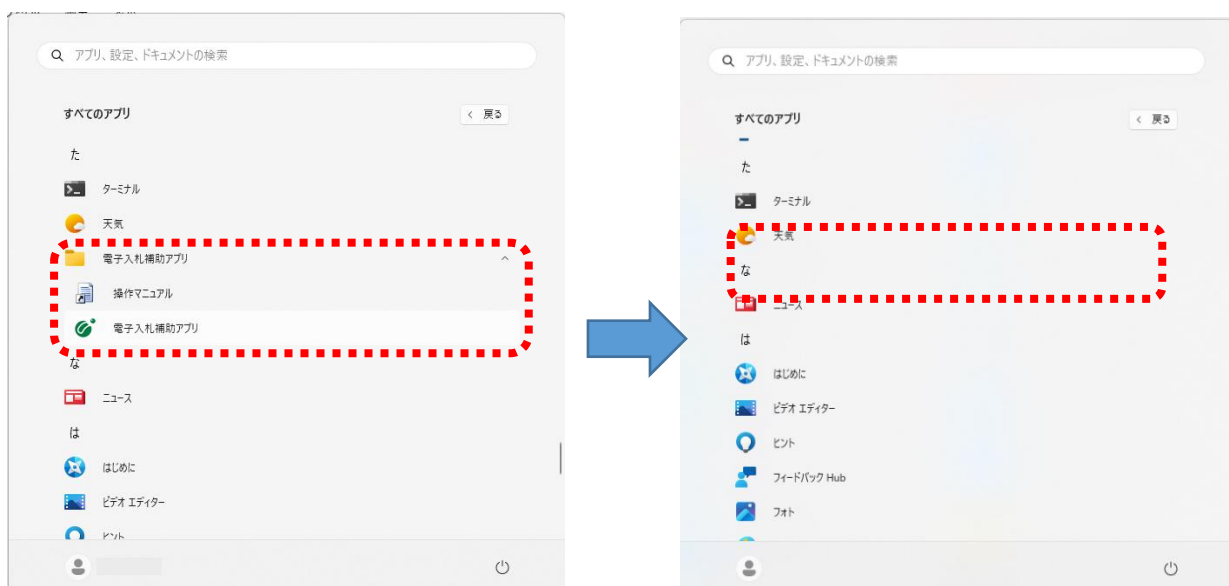 アプリ、設定、ドキュメントの検索
すべてのアプリ
< 戻る
た
ターミナル
天気
電子入札補助アプリ
操作マニュアル
電子入札補助アプリ
な
ニュース
は
はじめに
ビデオ エディター
ヒント
アプリ、設定、ドキュメントの検索
すべてのアプリ
< 戻る
た
ターミナル
天気
な
ニュース
は
はじめに
ビデオ エディター
ヒント
フィードバック Hub
フォト